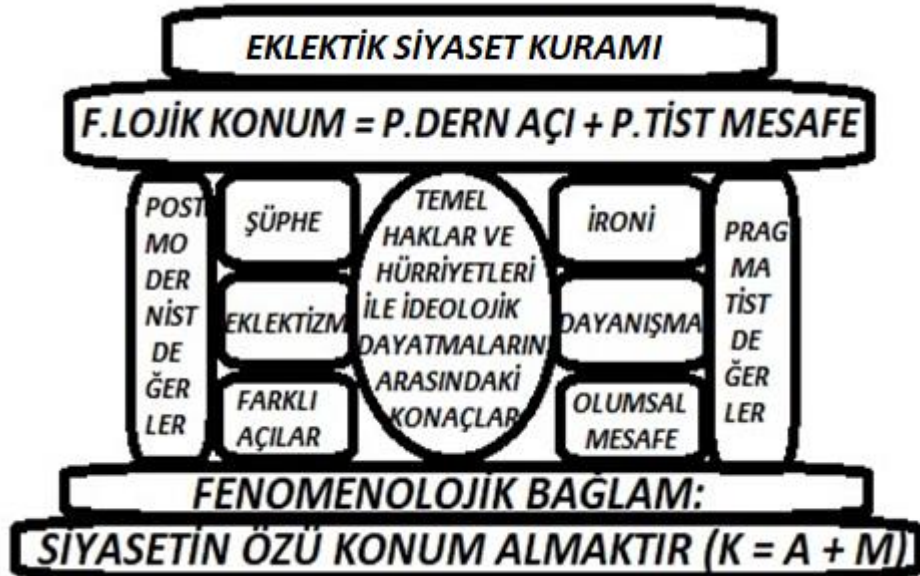 EKLEKTİK SİYASET KURAMI
F.LOJİK KONUM = P.DERN AÇI + P.TİST MESAFE
POST
MO
DER
NİST
DE
ĞER
LER
ŞÜPHE
EKLEKTİZM
FARKLI
AÇILAR
TEMEL
HAKLAR VE
HÜRRİYETLERİ
İLE İDEOLOJİK
DAYATMALARIN
ARASINDAKİ
KONAÇLAR
İRONİ
DAYANIŞMA
OLUMSAL
MESAFE
PRAG
MA
TİST
DE
ĞER
LER
FENOMENOLOJİK BAĞLAM:
SİYASETİN ÖZÜ KONUM ALMAKTIR (K = A + M)